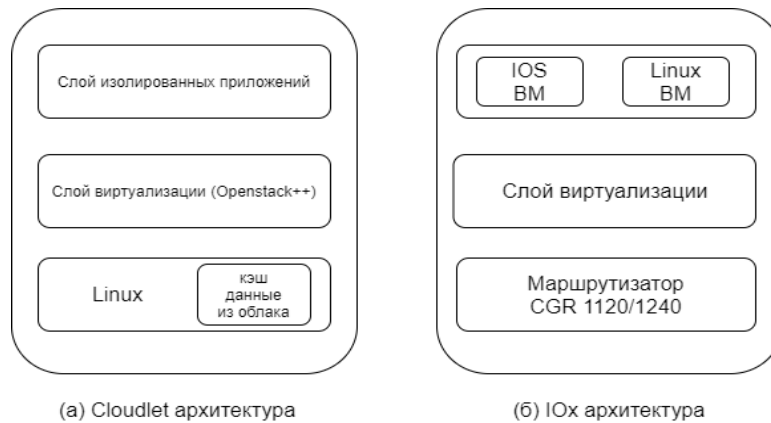 Слой изолированных приложений
Слой виртуализации (Openstack++)
Linux
кэш
данные
из облака
(а) Cloudlet архитектура
IOS
ВМ
Linux
ВМ
Слой виртуализации
Маршрутизатор
CGR 1120/1240
(б) IOx архитектура